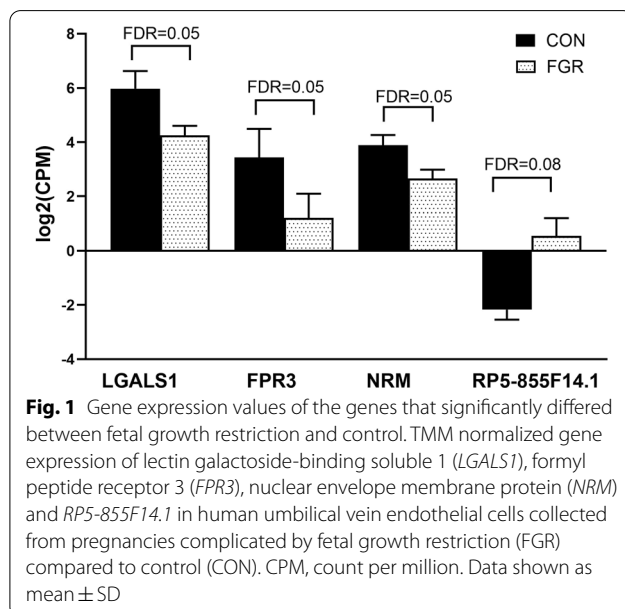 8
6
4
2
0
-2
-4
log2(CPM)
FDR=0.05
FDR=0.05
FDR=0.05
FDR=0.08
CON
FGR
LGALS1 FPR3 NRM RP5-855F14.1
Fig. 1 Gene expression values of the genes that significantly differed
between fetal growth restriction and control. TMM normalized gene
expression of lectin galactoside-binding soluble 1 (LGALS1), formyl
peptide receptor 3 (FPR3), nuclear envelope membrane protein (NRM)
and RP5-855F14.1 in human umbilical vein endothelial cells collected
from pregnancies complicated by fetal growth restriction (FGR)
compared to control (CON). CPM, count per million. Data shown as
mean ± SD